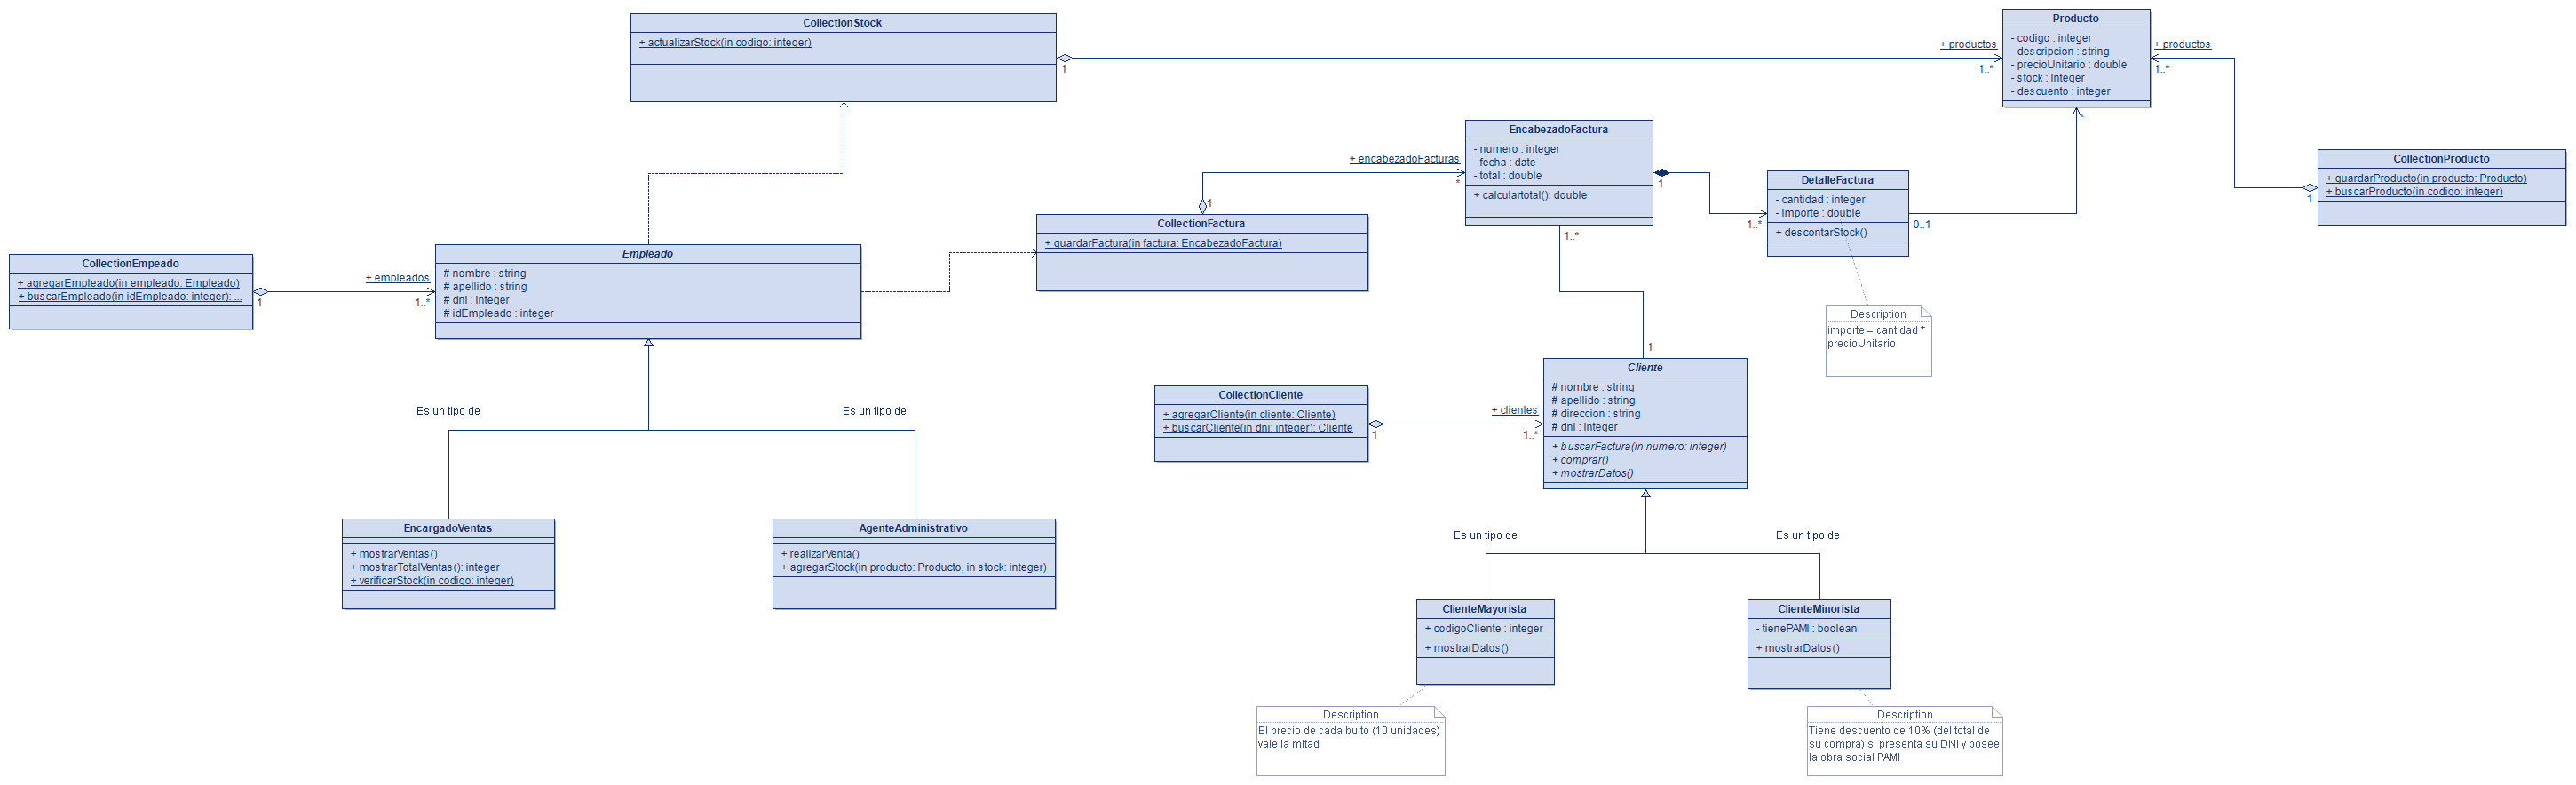 CollectionStock
+ actualizarStock(in codigo: integer)
1
+ productos
1..*
Producto
- codigo : integer
- descripcion : string
- precioUnitario : double
- stock : integer
- descuento : integer
+ productos
1..*
*
CollectionProducto
+ guardarProducto(in producto: Producto)
+ buscarProducto(in codigo: integer)
1
EncabezadoFactura
- numero : integer
- fecha : date
- total : double
+ calculartotal(): double
1
1..*
+ encabezadoFacturas
*
1
DetalleFactura
- cantidad : integer
- importe : double
+ descontarStock()
1..*
0..1
Description
importe = cantidad *
precioUnitario
CollectionFactura
+ guardarFactura(in factura: EncabezadoFactura)
CollectionEmpeado
+ agregarEmpleado(in empleado: Empleado)
+ buscarEmpleado(in idEmpleado: integer): ...
1
+ empleados
1..*
Empleado
# nombre : string
# apellido : string
# dni : integer
# idEmpleado : integer
Es un tipo de
Es un tipo de
EncargadoVentas
+ mostrarVentas()
+ mostrarTotalVentas(): integer
+ verificarStock(in codigo: integer)
AgenteAdministrativo
+ realizarVenta()
+ agregarStock(in producto: Producto, in stock: integer)
CollectionCliente
+ agregarCliente(in cliente: Cliente)
+ buscarCliente(in dni: integer): Cliente
1
+ clientes
1..*
1
Cliente
# nombre : string
# apellido : string
# direccion : string
# dni : integer
+ buscarFactura(in numero: integer)
+ comprar()
+ mostrarDatos()
Es un tipo de
Es un tipo de
ClienteMayorista
+ codigoCliente : integer
+ mostrarDatos()
ClienteMinorista
- tienePAMI : boolean
+ mostrarDatos()
Description
El precio de cada bulto (10 unidades)
vale la mitad
Description
Tiene descuento de 10% (del total de
su compra) si presenta su DNI y posee
la obra social PAMI